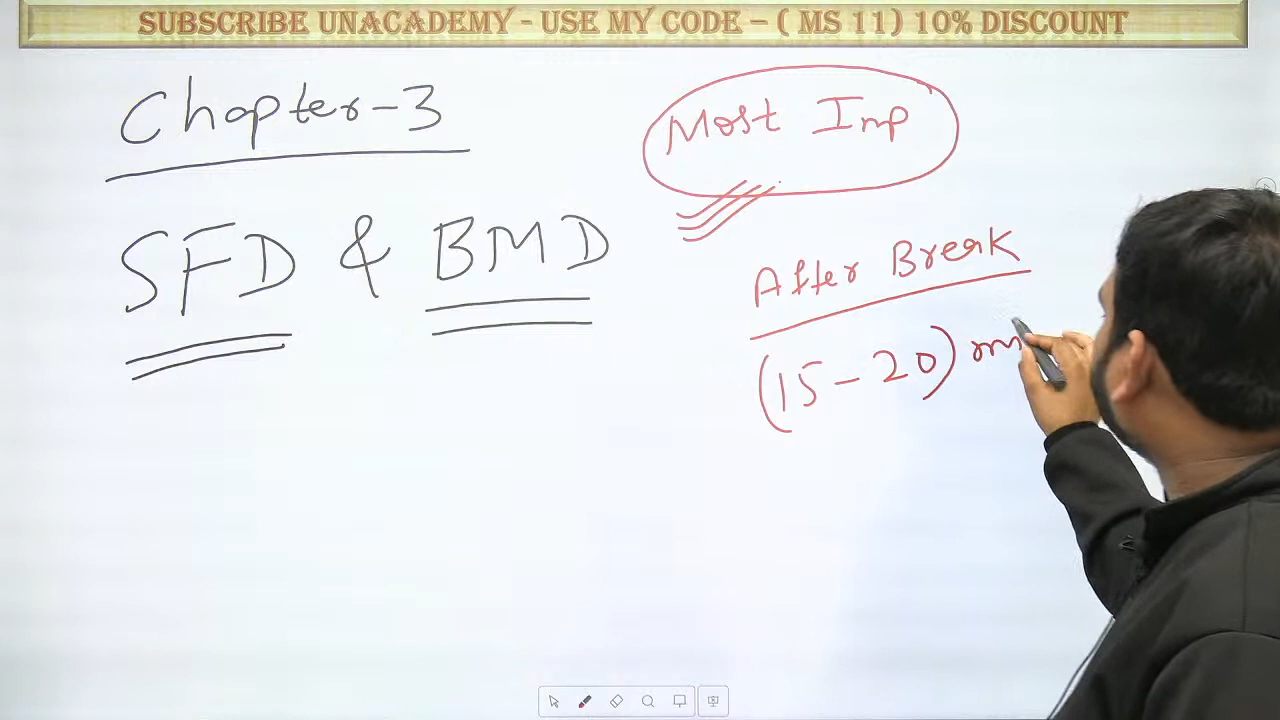 SUBSCRIBE UNACADEMY - USE MY CODE – ( MS 11) 10% DISCOUNT
Chapter-3
Most Imp
SFD & BMD
After Break
(15-20)